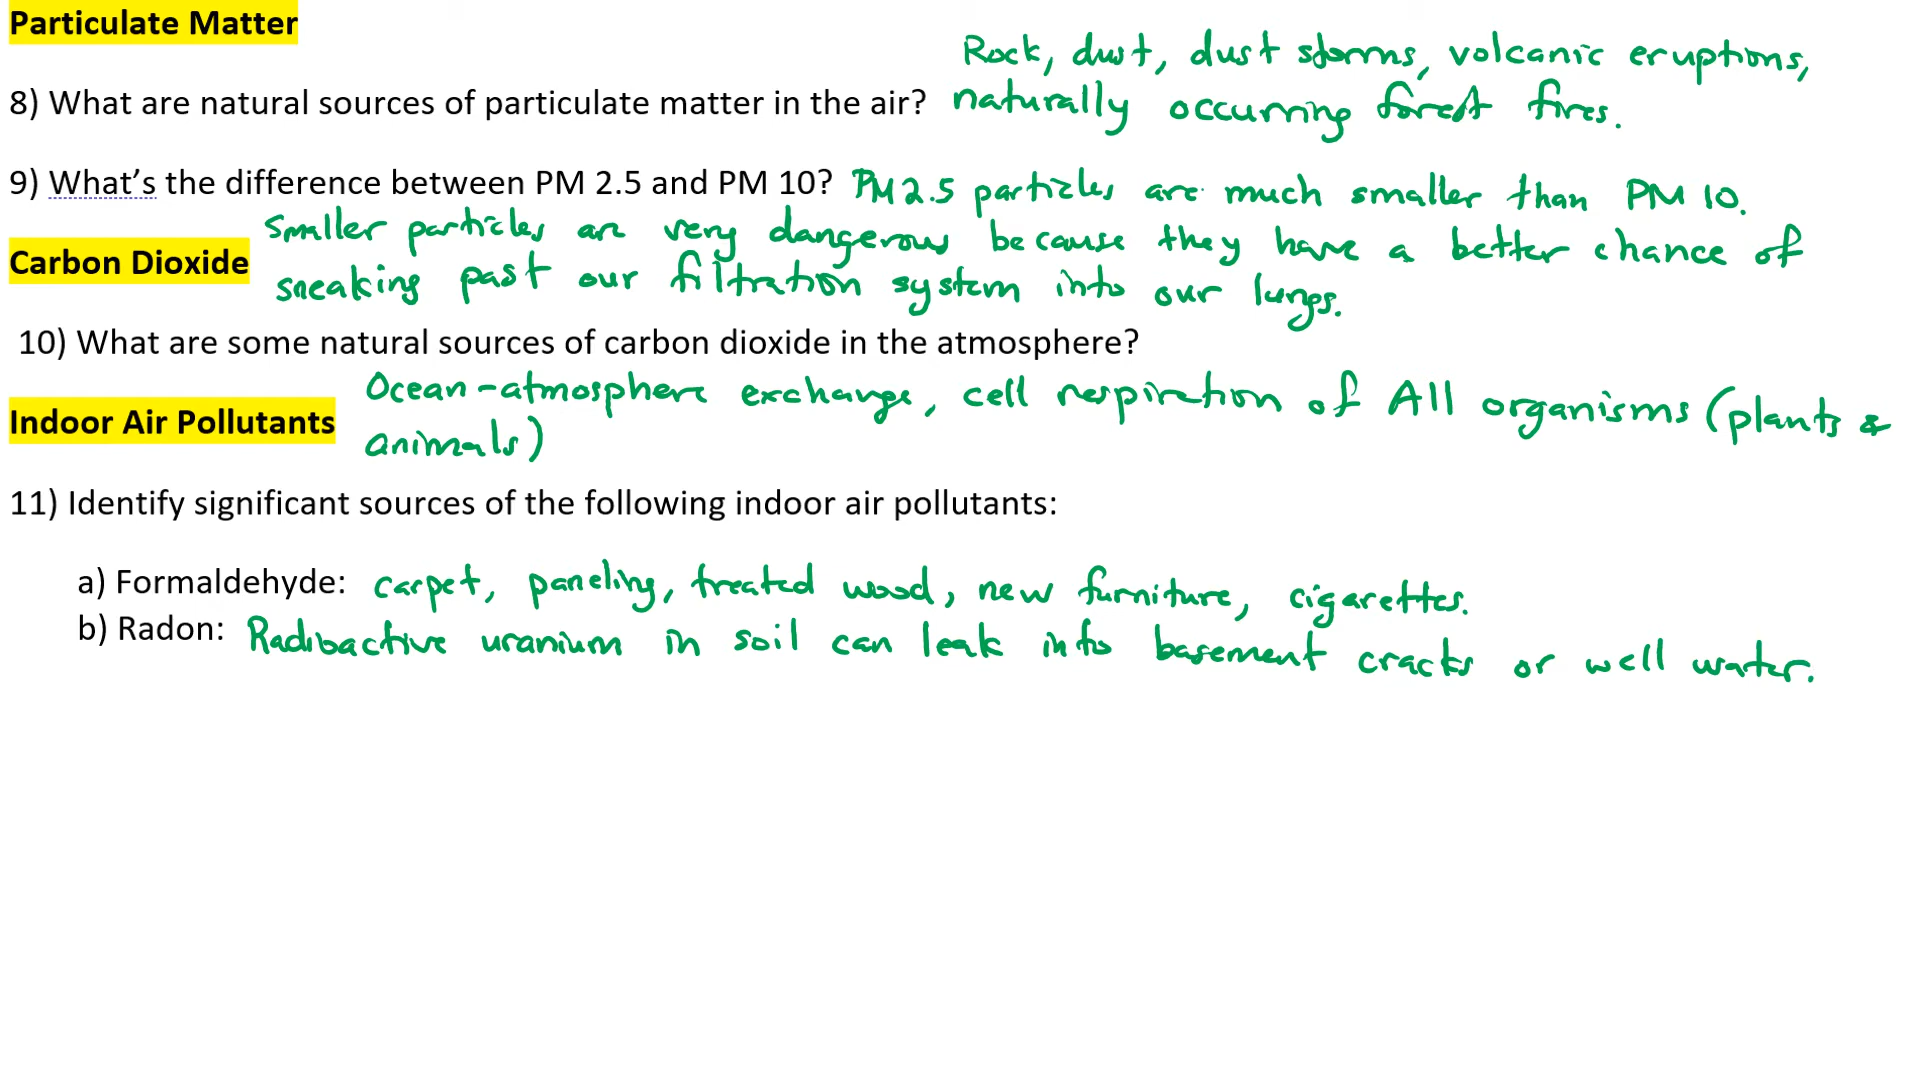 Particulate Matter
Rock, dust, dust storms, volcanic eruptions,
8) What are natural sources of particulate matter in the air? naturally occurring forest fires.
9) What's the difference between PM 2.5 and PM 10? PM 2.5 particles are much smaller than PM 10.
Smaller particles are very dangerous because they have a better chance of
Carbon Dioxide
sneaking past our filtration system into our lungs.
10) What are some natural sources of carbon dioxide in the atmosphere?
Ocean-atmosphere exchange, cell respiration of All organisms (plants &
Indoor Air Pollutants
animals)
11) Identify significant sources of the following indoor air pollutants:
a) Formaldehyde: carpet, paneling, treated wood, new furniture, cigarettes.
b) Radon: Radioactive uranium in soil can leak into basement cracks or well water.